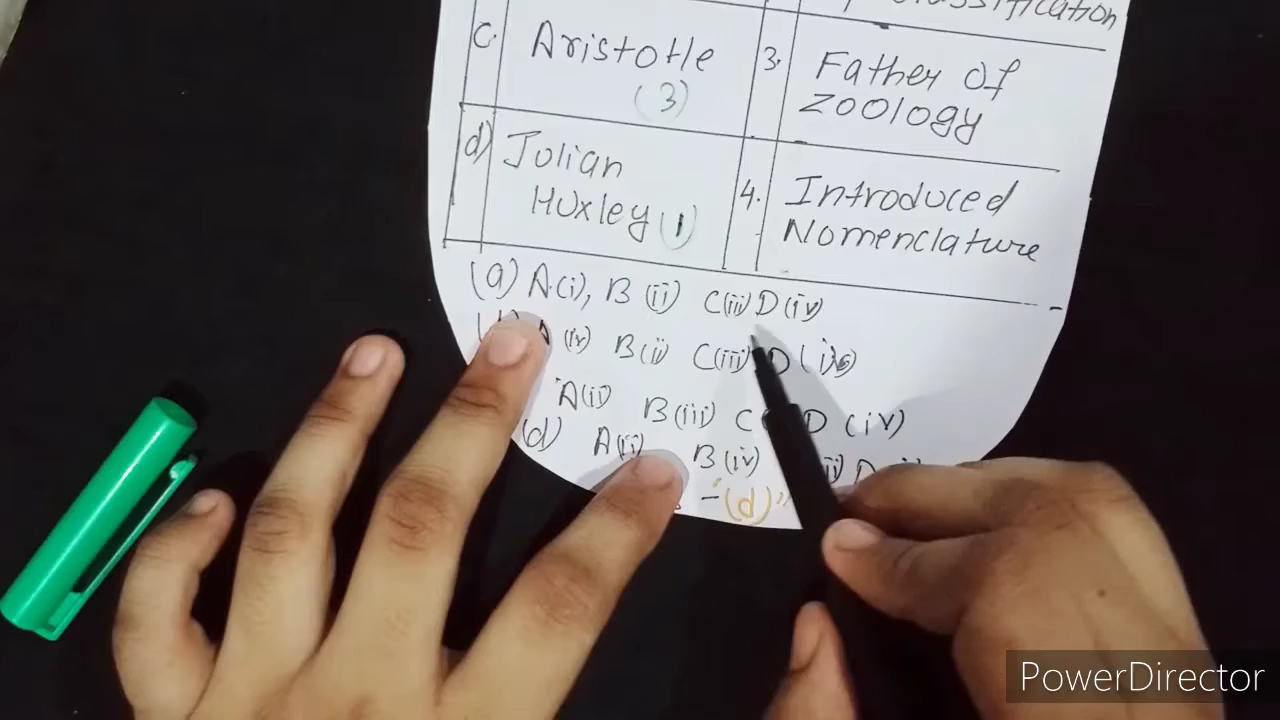 Classification
c. Aristotle 3. Father of
(3) Zoology
d) Julian 4. Introduced
Huxley (1) Nomenclature
(a) A(i), B (ii) C(iii) D(iv)
(iv) B(ii) C(iii) D(i)
A(ii) B(iii) C D (iv)
(d) A(ii) B(iv) D
- "(d)"
PowerDirector